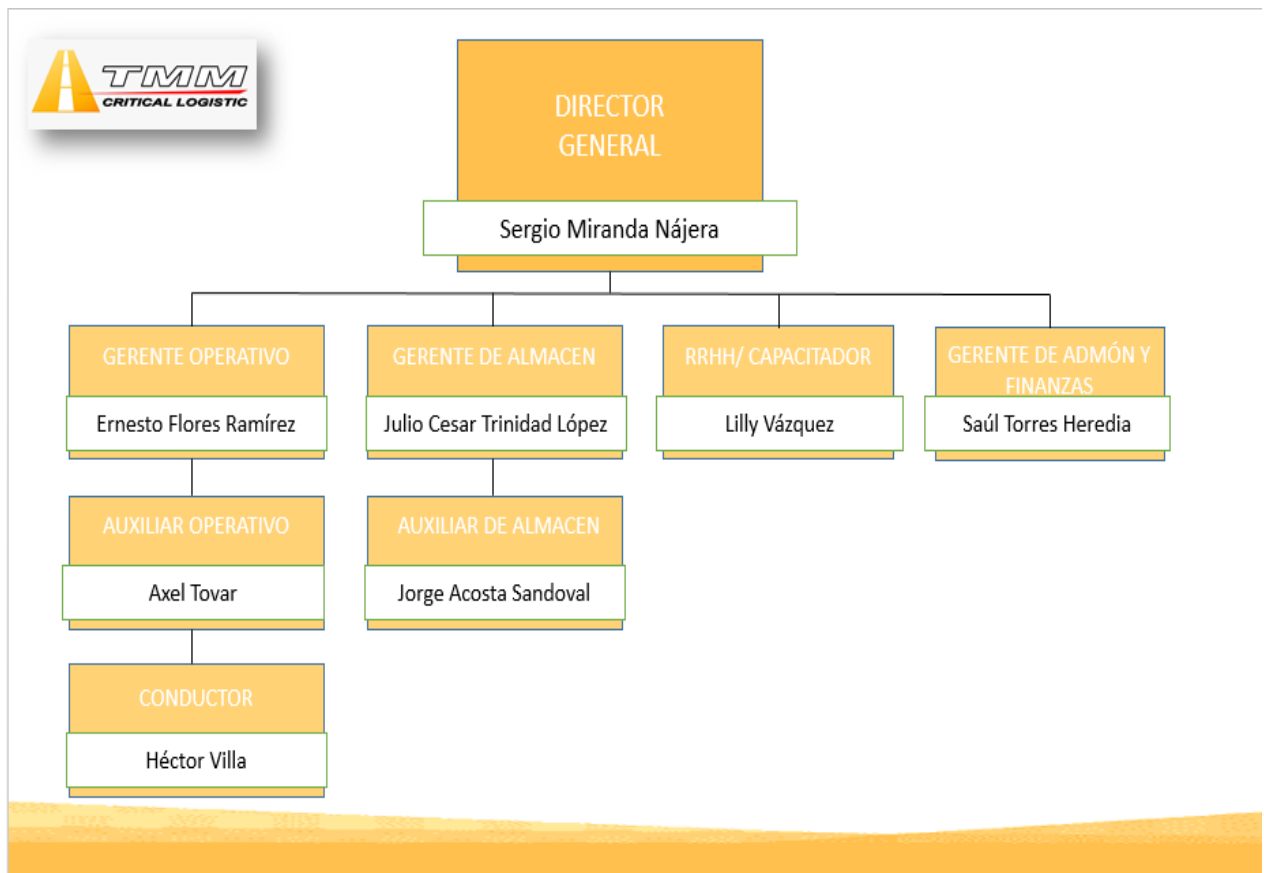 TMM
CRITICAL LOGISTIC
DIRECTOR
GENERAL
Sergio Miranda Nájera
GERENTE OPERATIVO
Ernesto Flores Ramírez
GERENTE DE ALMACEN
Julio Cesar Trinidad López
RRHH/ CAPACITADOR
Lilly Vázquez
GERENTE DE ADMÓN Y
FINANZAS
Saúl Torres Heredia
AUXILIAR OPERATIVO
Axel Tovar
AUXILIAR DE ALMACEN
Jorge Acosta Sandoval
CONDUCTOR
Héctor Villa